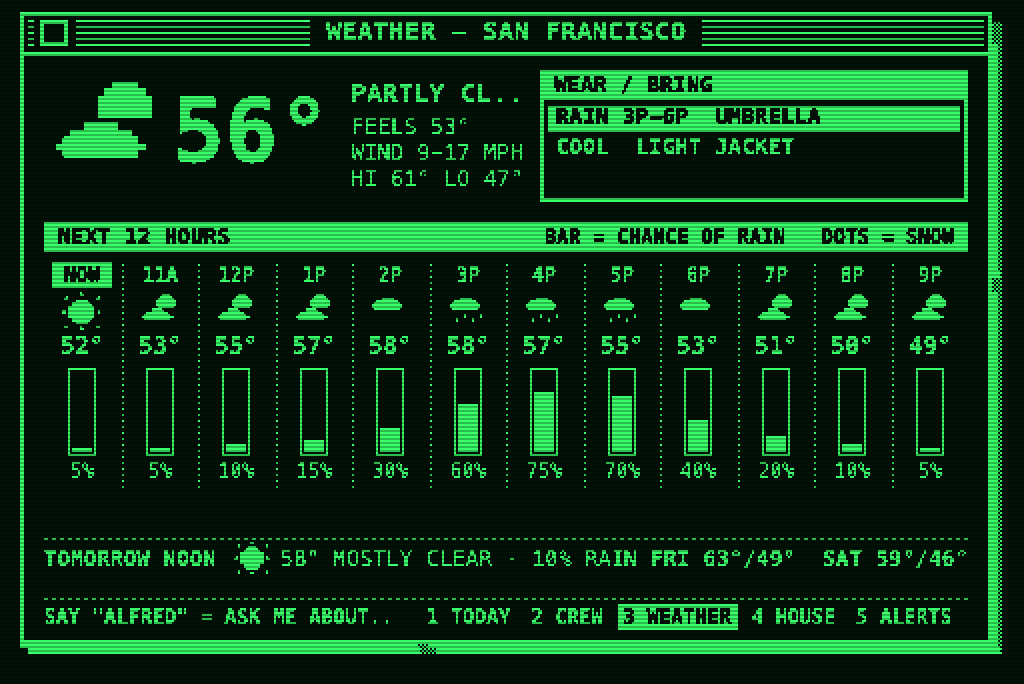 WEATHER — SAN FRANCISCO
56°
PARTLY CL..
FEELS 53°
WIND 9-17 MPH
HI 61° LO 47°
WEAR / BRING
RAIN 3P-6P UMBRELLA
COOL LIGHT JACKET
NEXT 12 HOURS BAR = CHANCE OF RAIN DOTS = SNOW
NOW 11A 12P 1P 2P 3P 4P 5P 6P 7P 8P 9P
52° 53° 55° 57° 58° 58° 57° 55° 53° 51° 50° 49°
5% 5% 10% 15% 30% 60% 75% 70% 40% 20% 10% 5%
TOMORROW NOON 58° MOSTLY CLEAR · 10% RAIN FRI 63°/49° SAT 59°/46°
SAY "ALFRED" = ASK ME ABOUT.. 1 TODAY 2 CREW 3 WEATHER 4 HOUSE 5 ALERTS